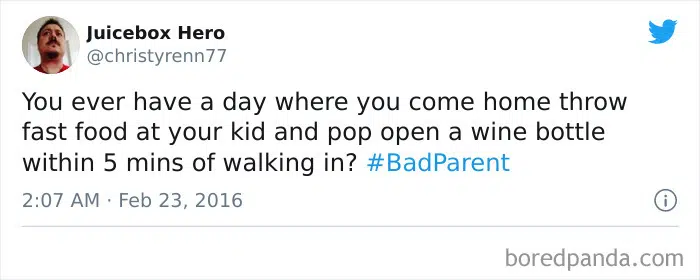 Juicebox Hero
@christyrenn77
You ever have a day where you come home throw
fast food at your kid and pop open a wine bottle
within 5 mins of walking in? #BadParent
2:07 AM · Feb 23, 2016
boredpanda.com